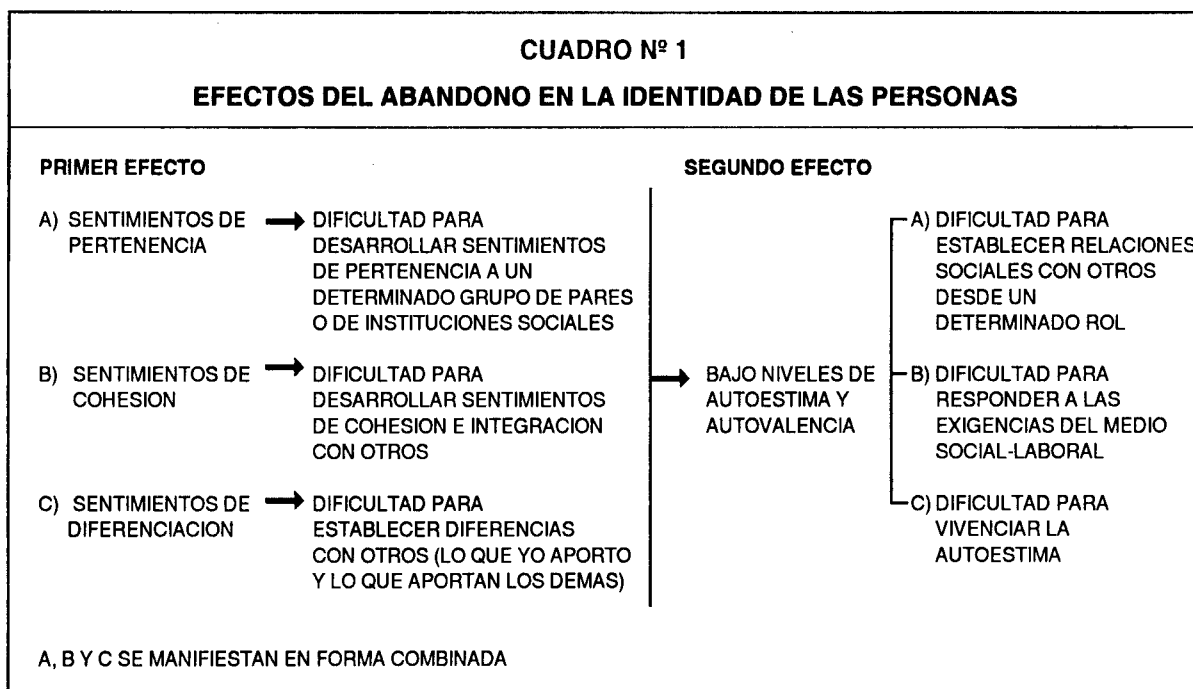 CUADRO Nº 1
EFECTOS DEL ABANDONO EN LA IDENTIDAD DE LAS PERSONAS
PRIMER EFECTO
A) SENTIMIENTOS DE
PERTENENCIA
DIFICULTAD PARA
DESARROLLAR SENTIMIENTOS
DE PERTENENCIA A UN
DETERMINADO GRUPO DE PARES
O DE INSTITUCIONES SOCIALES
B) SENTIMIENTOS DE
COHESION
DIFICULTAD PARA
DESARROLLAR SENTIMIENTOS
DE COHESION E INTEGRACION
CON OTROS
C) SENTIMIENTOS DE
DIFERENCIACION
DIFICULTAD PARA
ESTABLECER DIFERENCIAS
CON OTROS (LO QUE YO APORTO
Y LO QUE APORTAN LOS DEMAS)
SEGUNDO EFECTO
BAJO NIVELES DE
AUTOESTIMA Y
AUTOVALENCIA
A) DIFICULTAD PARA
ESTABLECER RELACIONES
SOCIALES CON OTROS
DESDE UN
DETERMINADO ROL
B) DIFICULTAD PARA
RESPONDER A LAS
EXIGENCIAS DEL MEDIO
SOCIAL-LABORAL
C) DIFICULTAD PARA
VIVENCIAR LA
AUTOESTIMA
A, B Y C SE MANIFIESTAN EN FORMA COMBINADA